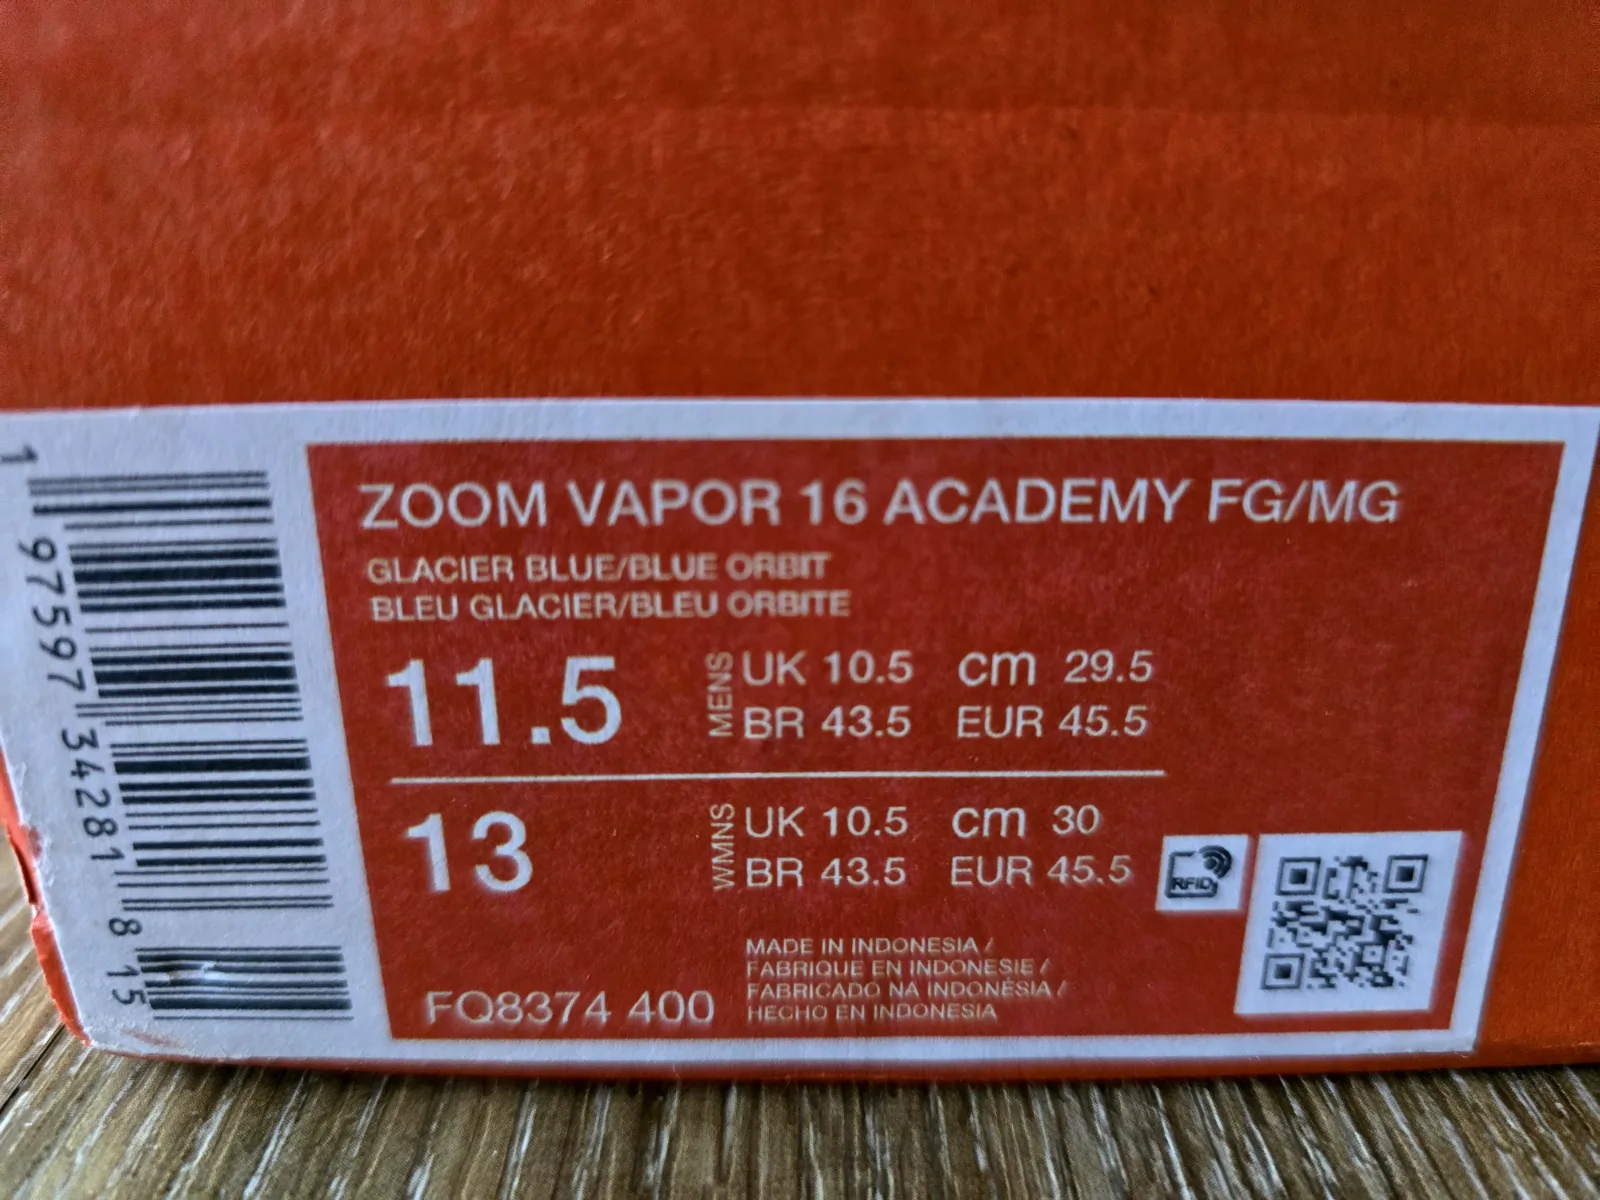 1 97597 34281 8 15
ZOOM VAPOR 16 ACADEMY FG/MG
GLACIER BLUE/BLUE ORBIT
BLEU GLACIER/BLEU ORBITE
11.5 MENS UK 10.5 cm 29.5
BR 43.5 EUR 45.5
13 WMNS UK 10.5 cm 30
BR 43.5 EUR 45.5
RFID
MADE IN INDONESIA /
FABRIQUE EN INDONESIE /
FABRICADO NA INDONÉSIA /
HECHO EN INDONESIA
FQ8374 400